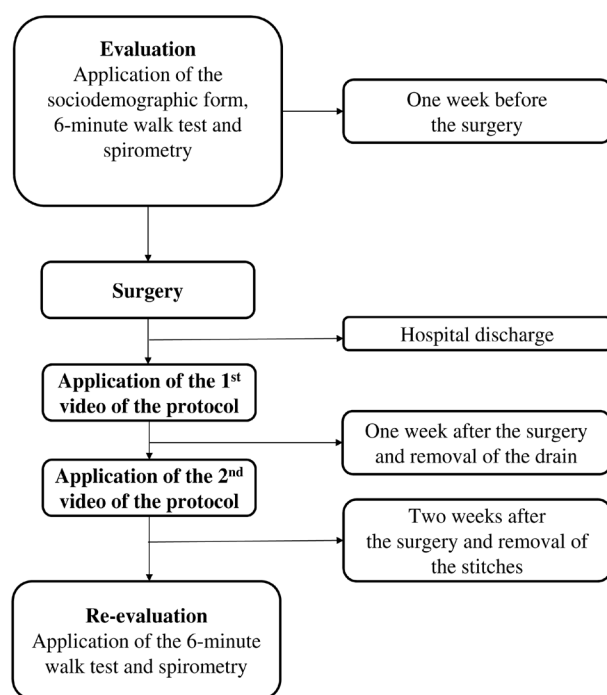 Evaluation
Application of the
sociodemographic form,
6-minute walk test and
spirometry
One week before
the surgery
Surgery
Hospital discharge
Application of the 1st
video of the protocol
One week after the surgery
and removal of the drain
Application of the 2nd
video of the protocol
Two weeks after
the surgery and removal of
the stitches
Re-evaluation
Application of the 6-minute
walk test and spirometry